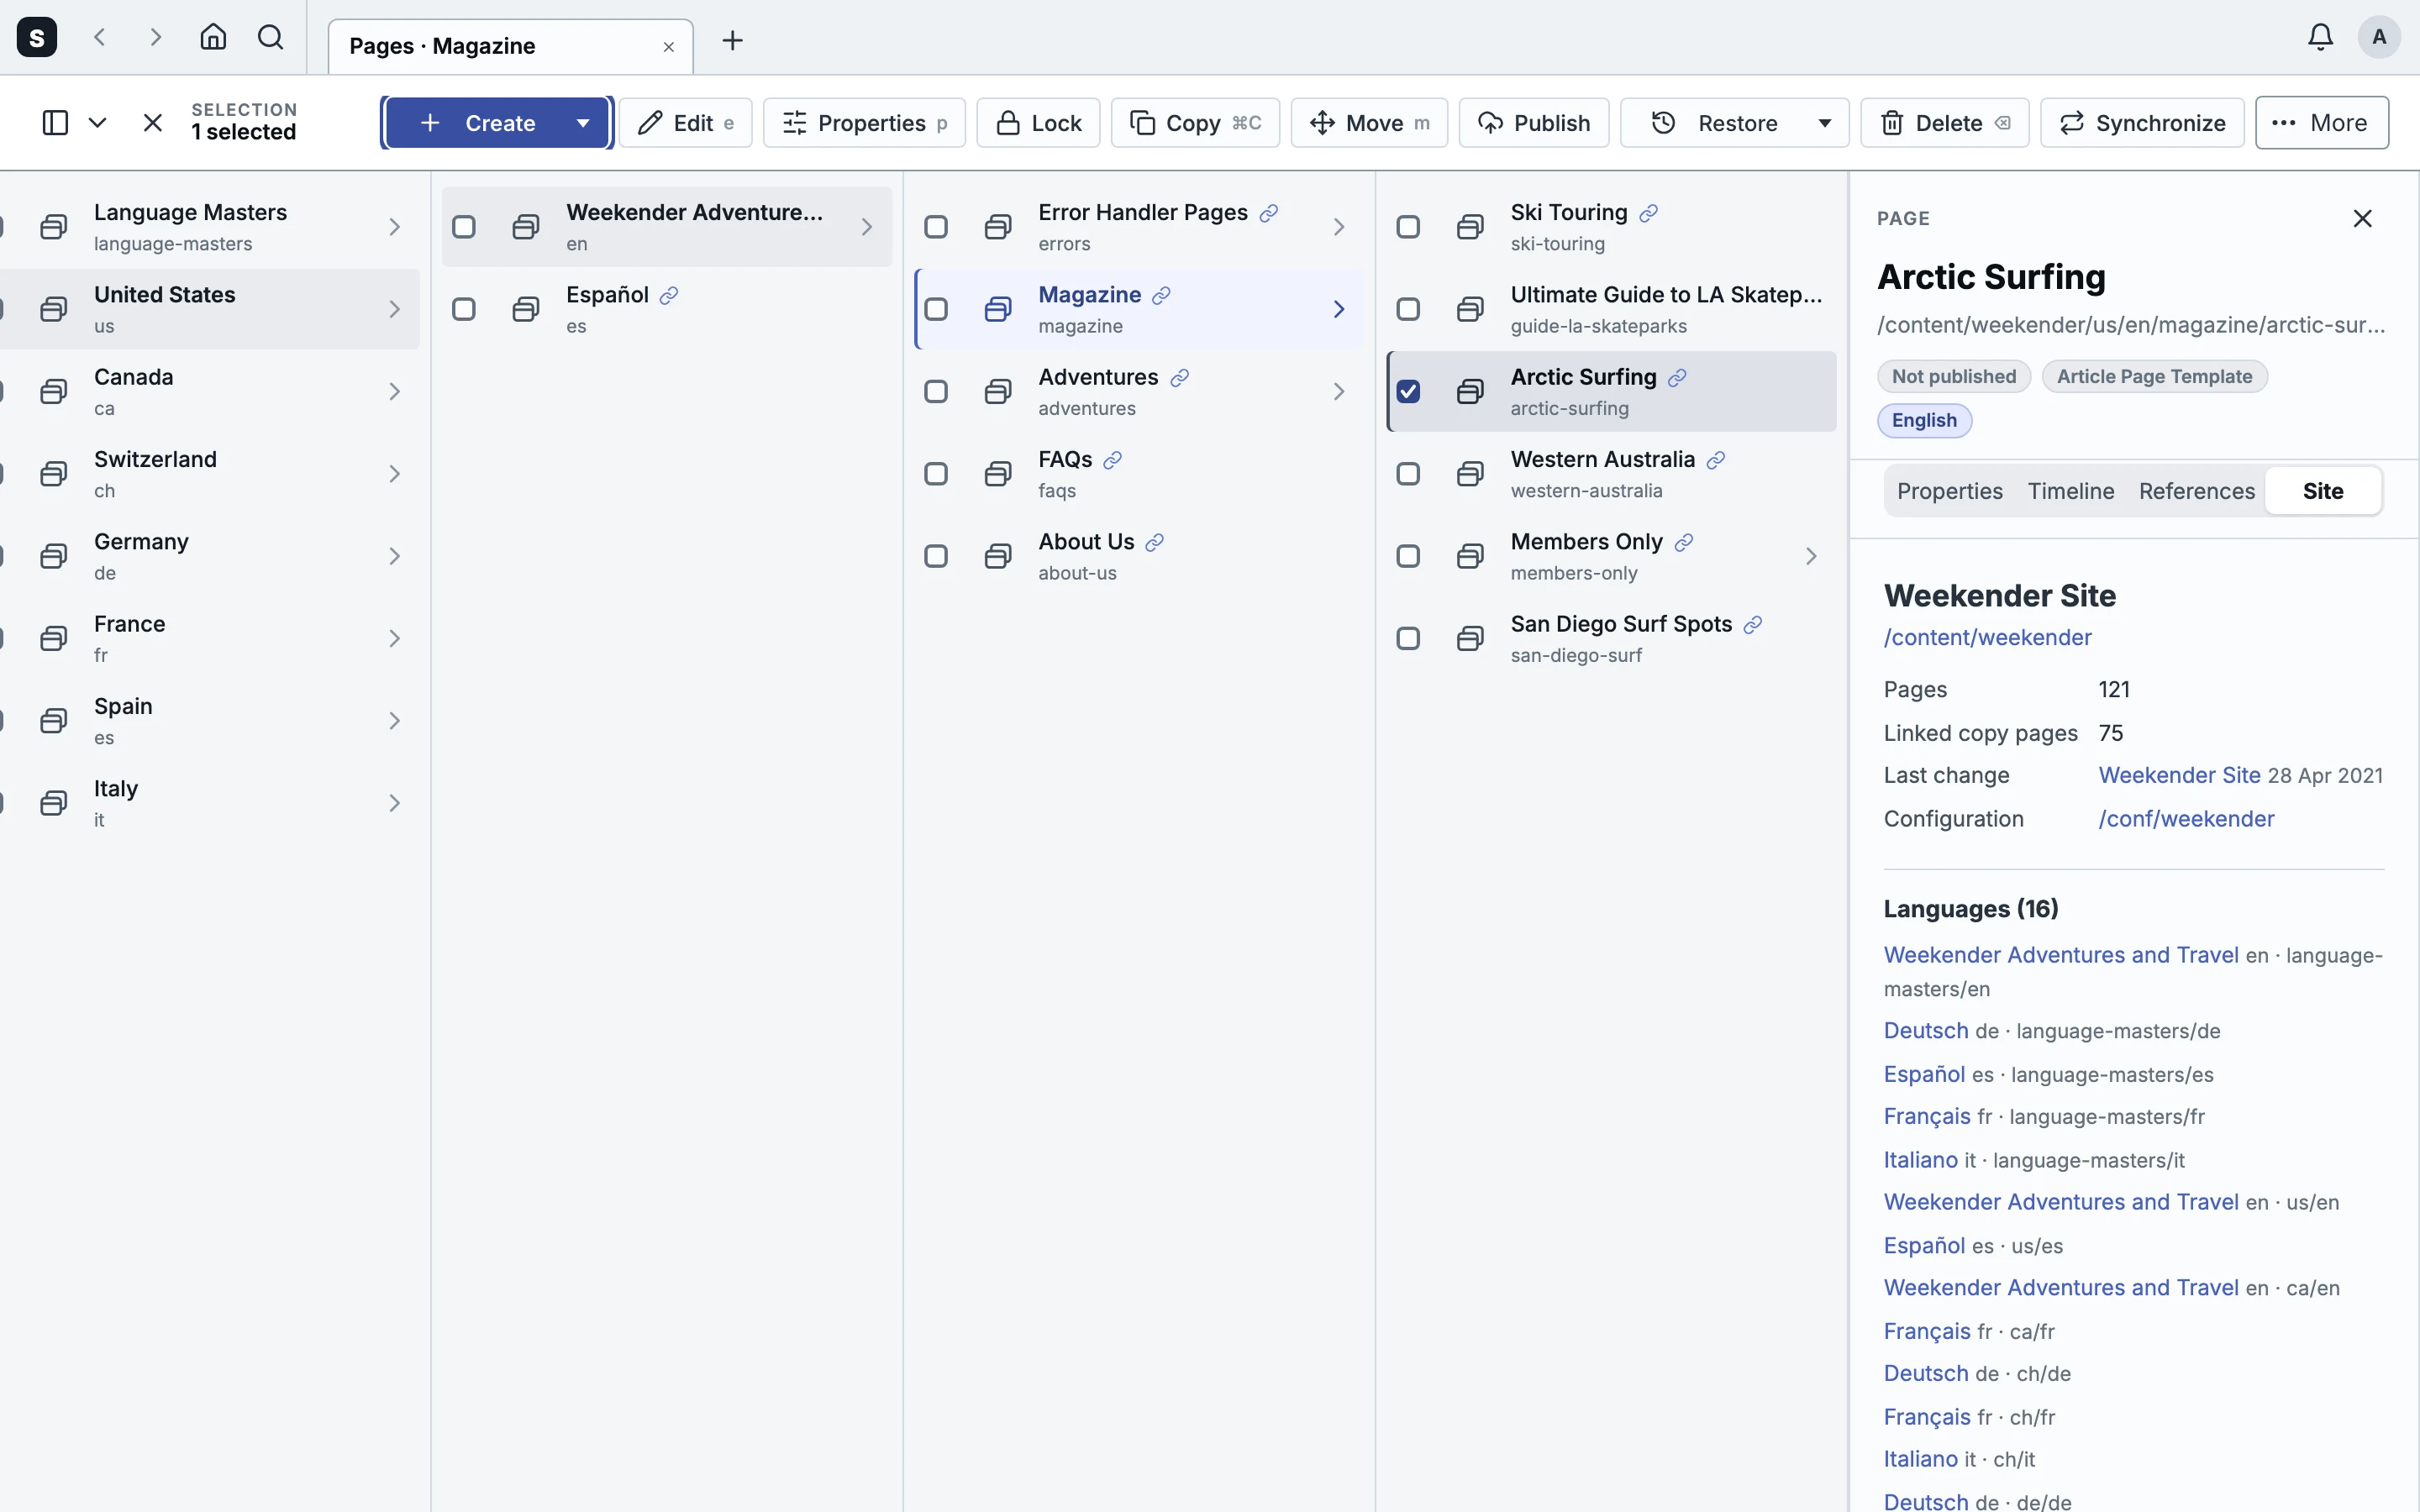 S
Pages · Magazine
A
SELECTION
1 selected
Create
Edit e
Properties p
Lock
Copy ⌘C
Move m
Publish
Restore
Delete ⌫
Synchronize
More
Language Masters
language-masters
United States
us
Canada
ca
Switzerland
ch
Germany
de
France
fr
Spain
es
Italy
it
Weekender Adventure...
en
Español
es
Error Handler Pages
errors
Magazine
magazine
Adventures
adventures
FAQs
faqs
About Us
about-us
Ski Touring
ski-touring
Ultimate Guide to LA Skatep...
guide-la-skateparks
Arctic Surfing
arctic-surfing
Western Australia
western-australia
Members Only
members-only
San Diego Surf Spots
san-diego-surf
PAGE
Arctic Surfing
/content/weekender/us/en/magazine/arctic-sur...
Not published
Article Page Template
English
Properties
Timeline
References
Site
Weekender Site
/content/weekender
Pages 121
Linked copy pages 75
Last change Weekender Site 28 Apr 2021
Configuration /conf/weekender
Languages (16)
Weekender Adventures and Travel en · language-
masters/en
Deutsch de · language-masters/de
Español es · language-masters/es
Français fr · language-masters/fr
Italiano it · language-masters/it
Weekender Adventures and Travel en · us/en
Español es · us/es
Weekender Adventures and Travel en · ca/en
Français fr · ca/fr
Deutsch de · ch/de
Français fr · ch/fr
Italiano it · ch/it
Deutsch de · de/de